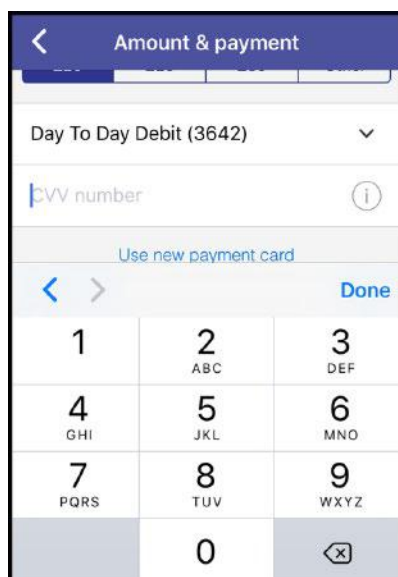 Amount & payment
Day To Day Debit (3642)
CVV number
i
Use new payment card
Done
1
2
3
ABC
DEF
4
5
6
GHI
JKL
MNO
7
8
9
PQRS
TUV
WXYZ
0